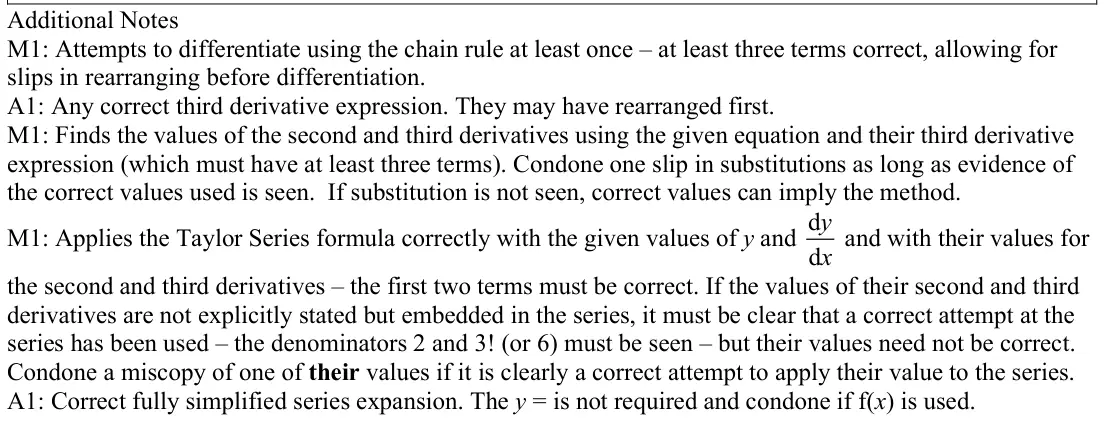 Additional Notes
M1: Attempts to differentiate using the chain rule at least once – at least three terms correct, allowing for
slips in rearranging before differentiation.
A1: Any correct third derivative expression. They may have rearranged first.
M1: Finds the values of the second and third derivatives using the given equation and their third derivative
expression (which must have at least three terms). Condone one slip in substitutions as long as evidence of
the correct values used is seen.  If substitution is not seen, correct values can imply the method.
M1: Applies the Taylor Series formula correctly with the given values of y and dy/dx and with their values for
the second and third derivatives – the first two terms must be correct. If the values of their second and third
derivatives are not explicitly stated but embedded in the series, it must be clear that a correct attempt at the
series has been used – the denominators 2 and 3! (or 6) must be seen – but their values need not be correct.
Condone a miscopy of one of their values if it is clearly a correct attempt to apply their value to the series.
A1: Correct fully simplified series expansion. The y = is not required and condone if f(x) is used.